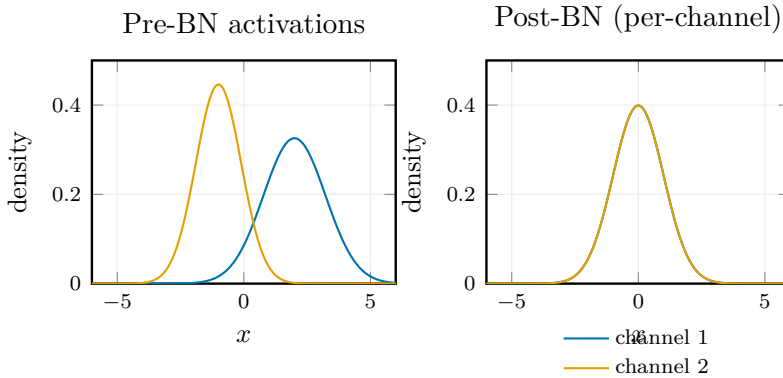 Pre-BN activations
density
0.4
0.2
0
−5
0
5
x
Post-BN (per-channel)
density
0.4
0.2
0
−5
0
5
x
channel 1
channel 2